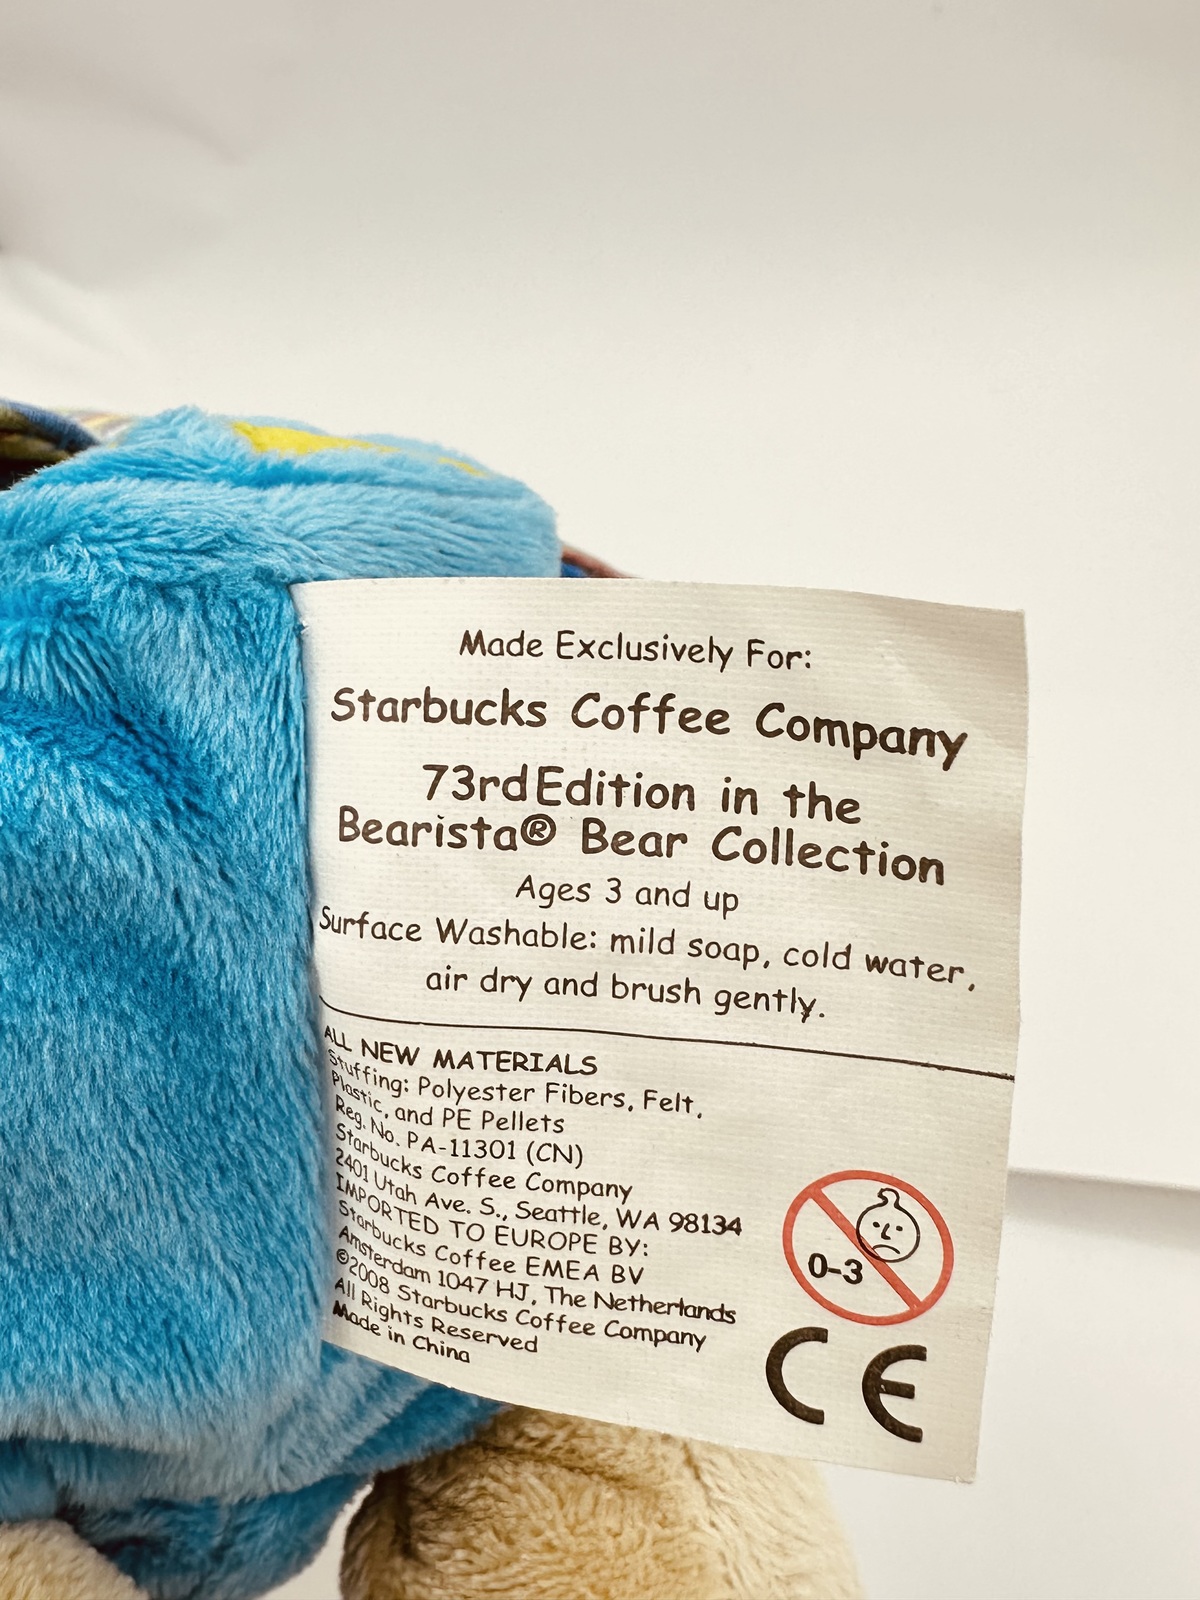 Made Exclusively For:
Starbucks Coffee Company
73rd Edition in the
Bearista® Bear Collection
Ages 3 and up
Surface Washable: mild soap, cold water,
air dry and brush gently.
ALL NEW MATERIALS
Stuffing: Polyester Fibers, Felt,
Plastic, and PE Pellets
Reg. No. PA-11301 (CN)
Starbucks Coffee Company
2401 Utah Ave. S., Seattle, WA 98134
IMPORTED TO EUROPE BY:
Starbucks Coffee EMEA BV
Amsterdam 1047 HJ, The Netherlands
©2008 Starbucks Coffee Company
All Rights Reserved
Made in China
0-3
CE